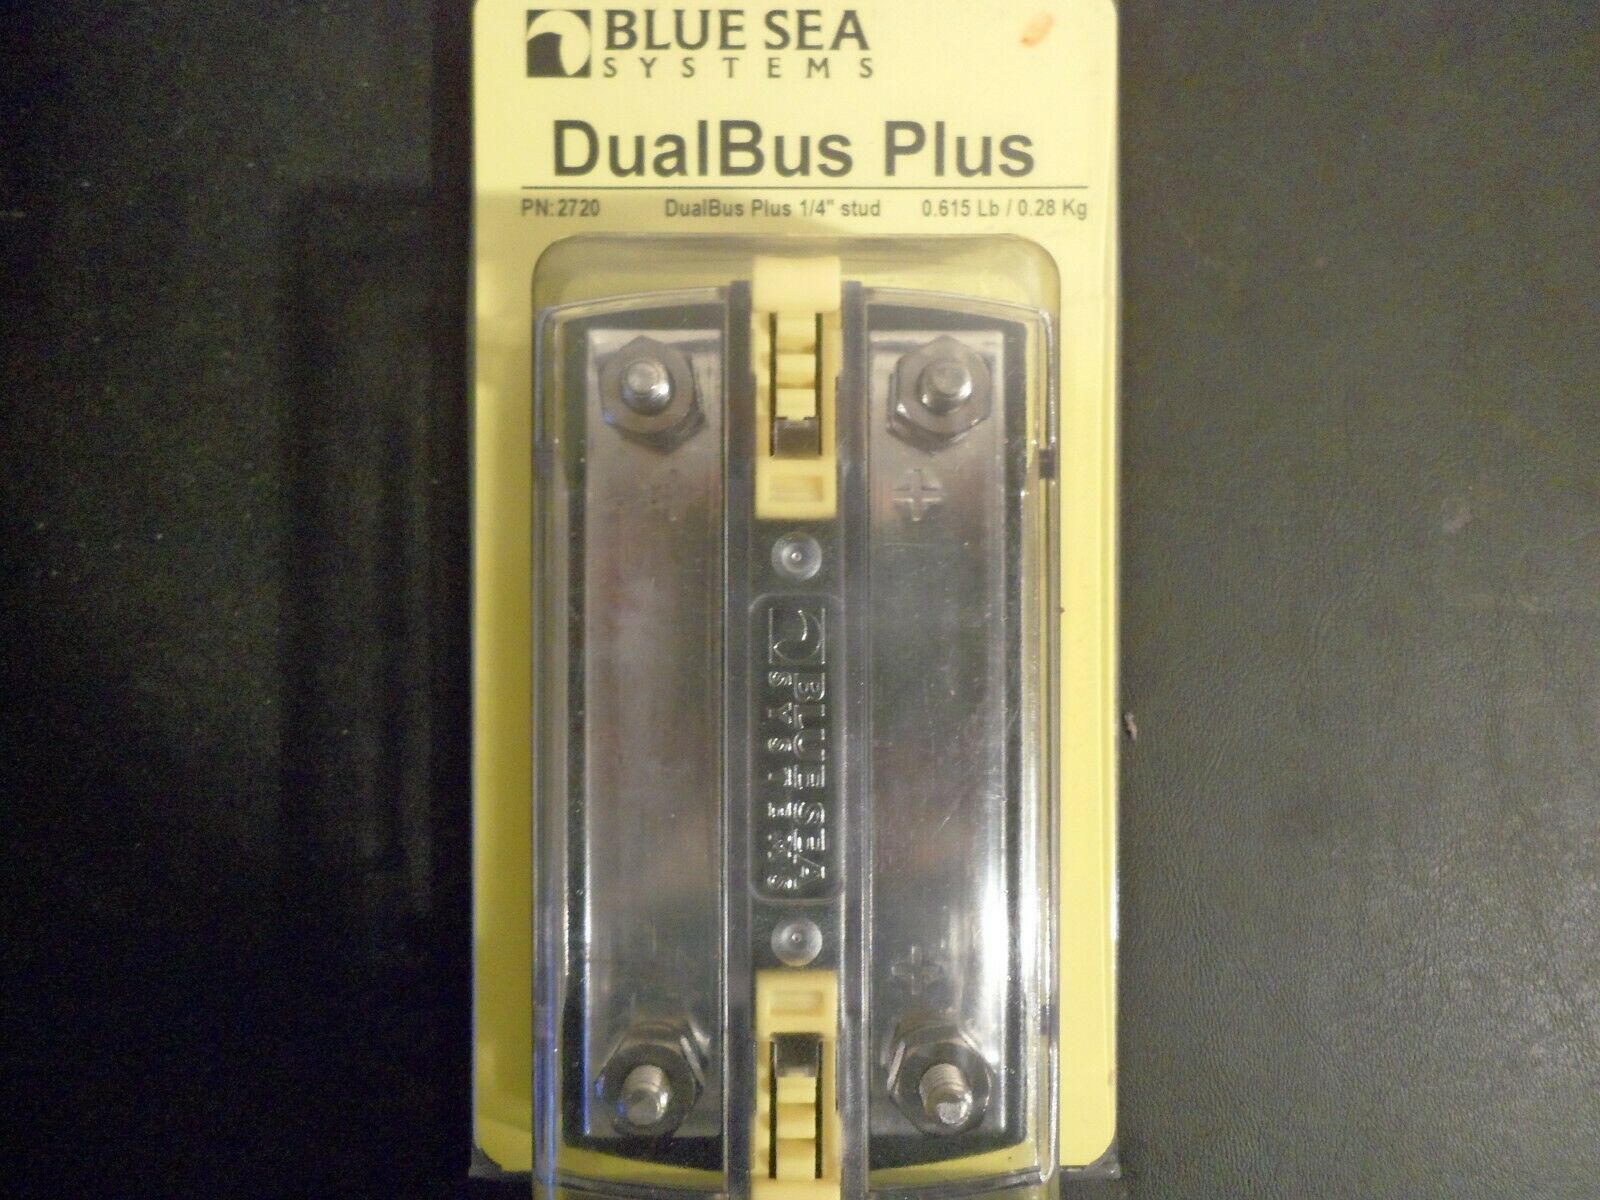 BLUE SEA
SYSTEMS
DualBus Plus
PN:2720 DualBus Plus 1/4" stud 0.615 Lb / 0.28 Kg
+
BLUE SEA
SYSTEMS
+